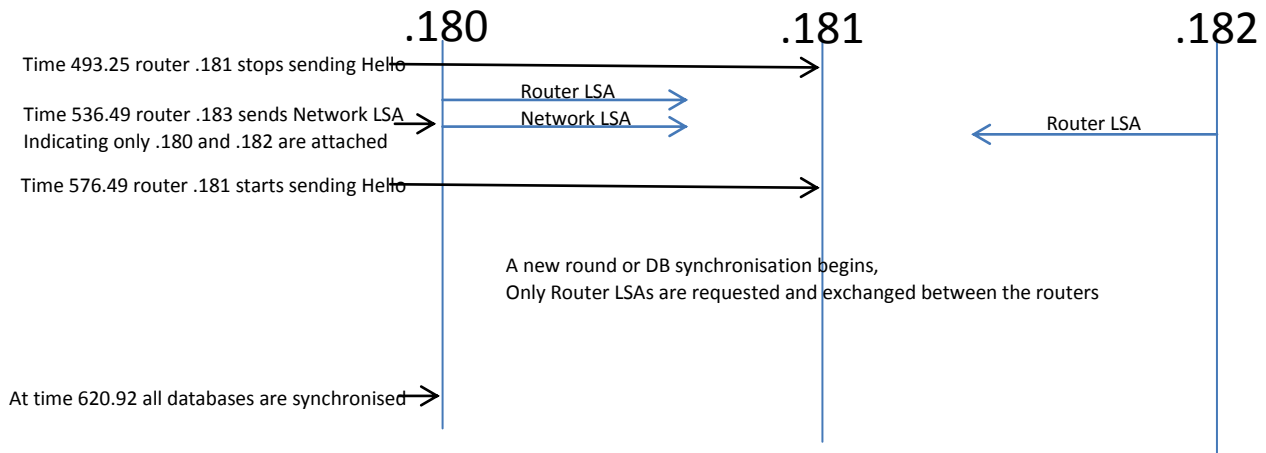 .180
.181
.182
Time 493.25 router .181 stops sending Hello
Router LSA
Time 536.49 router .183 sends Network LSA
Network LSA
Router LSA
Indicating only .180 and .182 are attached
Time 576.49 router .181 starts sending Hello
A new round or DB synchronisation begins,
Only Router LSAs are requested and exchanged between the routers
At time 620.92 all databases are synchronised